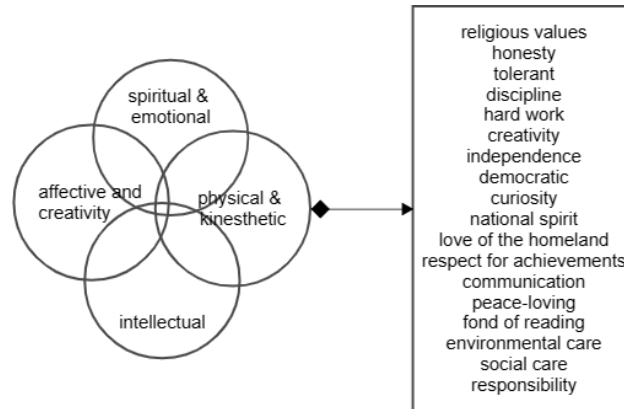 spiritual &
emotional
affective and
creativity
physical &
kinesthetic
intellectual
religious values
honesty
tolerant
discipline
hard work
creativity
independence
democratic
curiosity
national spirit
love of the homeland
respect for achievements
communication
peace-loving
fond of reading
environmental care
social care
responsibility